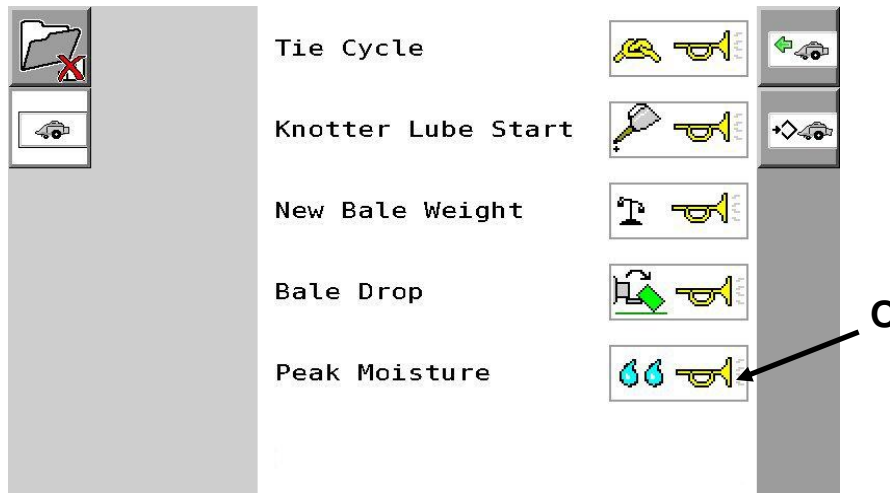 Tie Cycle
Knotter Lube Start
New Bale Weight
Bale Drop
C
Peak Moisture